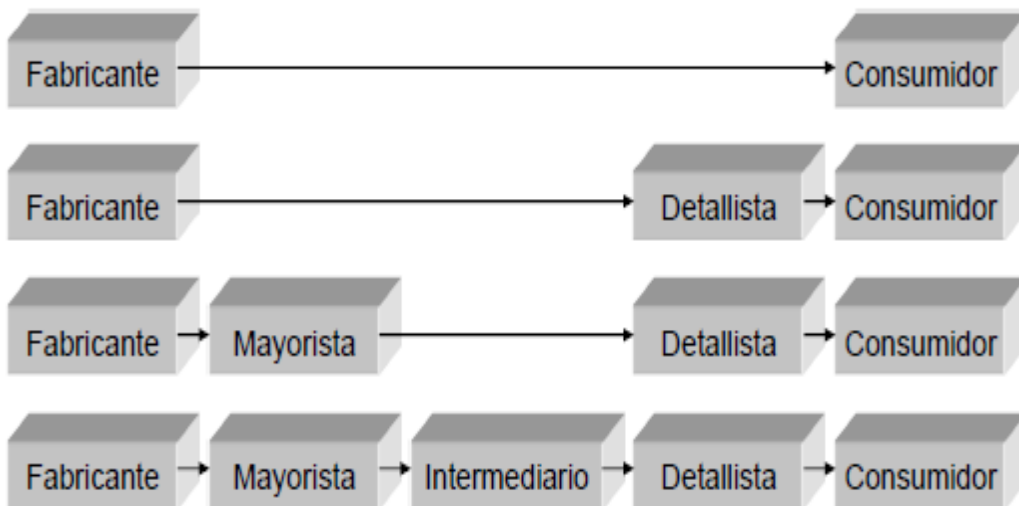 Fabricante Consumidor
Fabricante Detallista Consumidor
Fabricante Mayorista Detallista Consumidor
Fabricante Mayorista Intermediario Detallista Consumidor